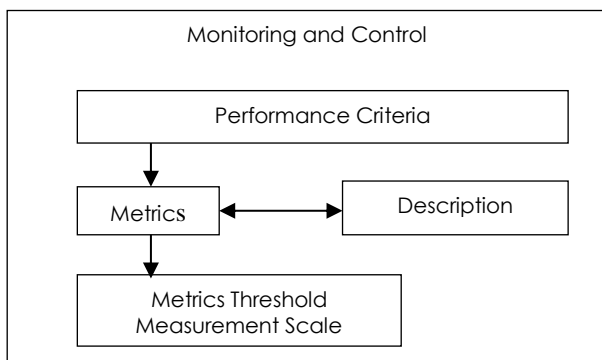 Monitoring and Control
Performance Criteria
Metrics
Description
Metrics Threshold
Measurement Scale